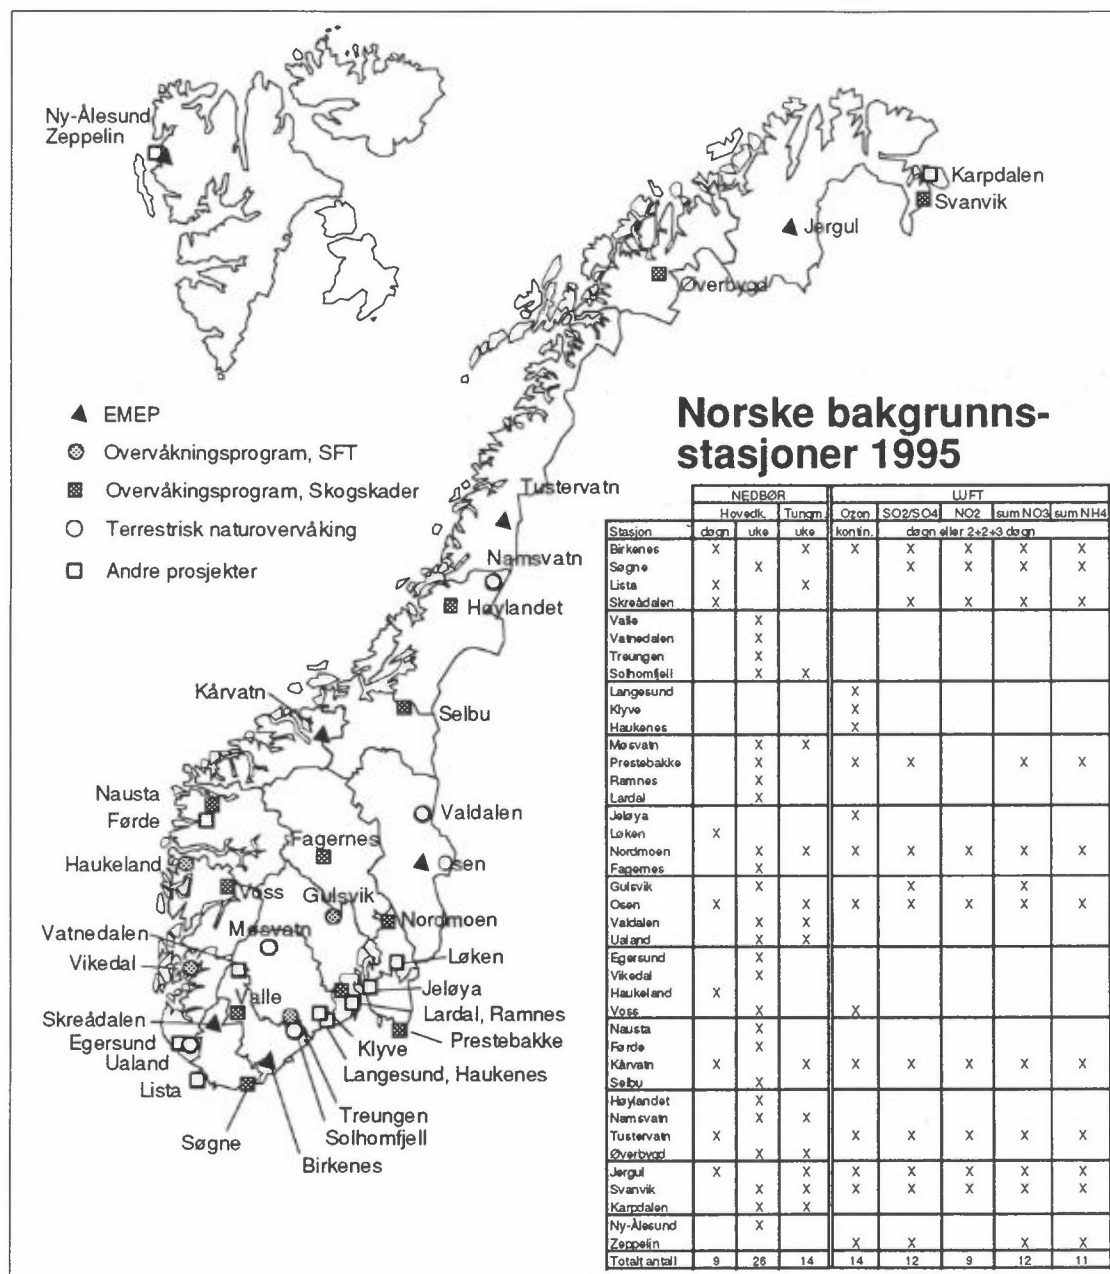 Ny-Ålesund
Zeppelin
Karpdalen
Svanvik
Jergul
Øverbygd
EMEP
Overvåkningsprogram, SFT
Overvåkingsprogram, Skogskader
Terrestrisk naturovervåking
Andre prosjekter
Norske bakgrunns-
stasjoner 1995
Tustervatn
Namsvatn
Høylandet
Kårvatn
Selbu
Nausta
Førde
Valdalen
Fagernes
Haukeland
Osen
Voss
Gulsvik
Nordmoen
Vatnedalen
Møsvatn
Vikedal
Løken
Valle
Jeløya
Skreådalen
Lardal, Ramnes
Egersund
Prestebakke
Ualand
Klyve
Lista
Langesund, Haukenes
Treungen
Solhomfjell
Søgne
Birkenes
NEDBØR LUFT
Hovedk. Tungm. Ozon SO2/SO4 NO2 sum NO3 sum NH4
Stasjon døgn uke uke kontin. døgn eller 2+2+3 døgn
Birkenes X X X X X X X
Søgne X X X X X
Lista X X
Skreådalen X X X X X
Valle X
Vatnedalen X
Treungen X
Solhomfjell X X
Langesund X
Klyve X
Haukenes X
Møsvatn X X
Prestebakke X X X X X
Ramnes X
Lardal X
Jeløya X
Løken X
Nordmoen X X X X X X X
Fagernes X
Gulsvik X X X
Osen X X X X X X X
Valdalen X X
Ualand X X
Egersund X
Vikedal X
Haukeland X
Voss X X
Nausta X
Førde X
Kårvatn X X X X X X X
Selbu X
Høylandet X
Namsvatn X X
Tustervatn X X X X X X
Øverbygd X X
Jergul X X X X X X X
Svanvik X X X X X X X
Karpdalen X X
Ny-Ålesund X
Zeppelin X X X X
Totalt antall 9 26 14 14 12 9 12 11